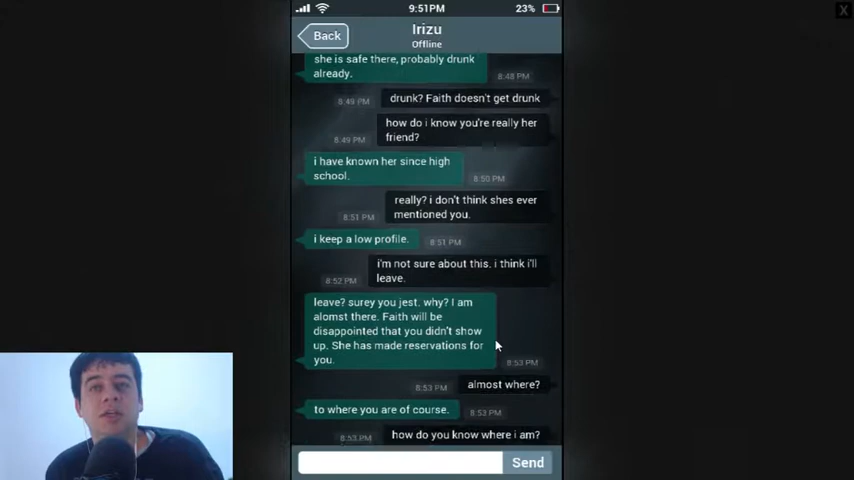 9:51PM
23%
X
Back
Irizu
Offline
she is safe there, probably drunk
already.
8:48 PM
8:49 PM
drunk? Faith doesn't get drunk
how do i know you're really her
friend?
8:49 PM
i have known her since high
school.
8:50 PM
really? i don't think shes ever
mentioned you.
8:51 PM
i keep a low profile.
8:51 PM
i'm not sure about this. i think i'll
leave.
8:52 PM
leave? surey you jest. why? I am
alomst there. Faith will be
disappointed that you didn't show
up. She has made reservations for
you.
8:53 PM
8:53 PM
almost where?
to where you are of course.
8:53 PM
how do you know where i am?
8:53 PM
Send